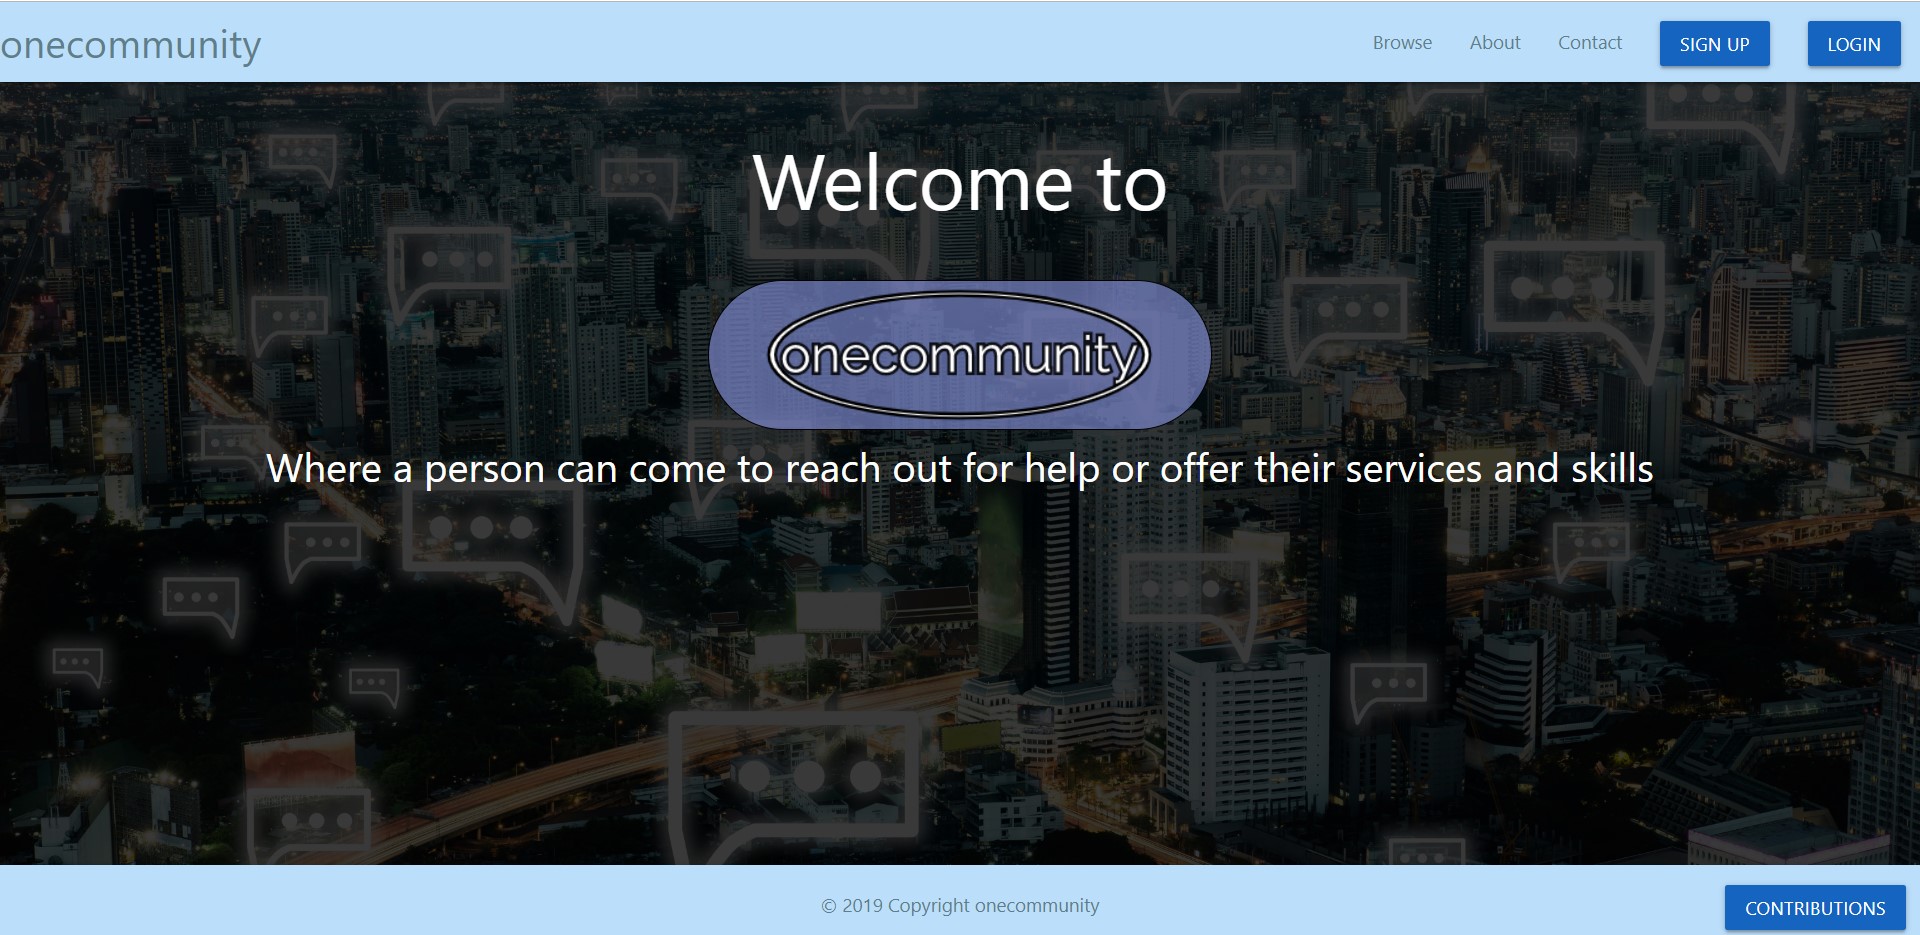 onecommunity
Browse About Contact SIGN UP LOGIN
Welcome to
onecommunity
Where a person can come to reach out for help or offer their services and skills
© 2019 Copyright onecommunity
CONTRIBUTIONS